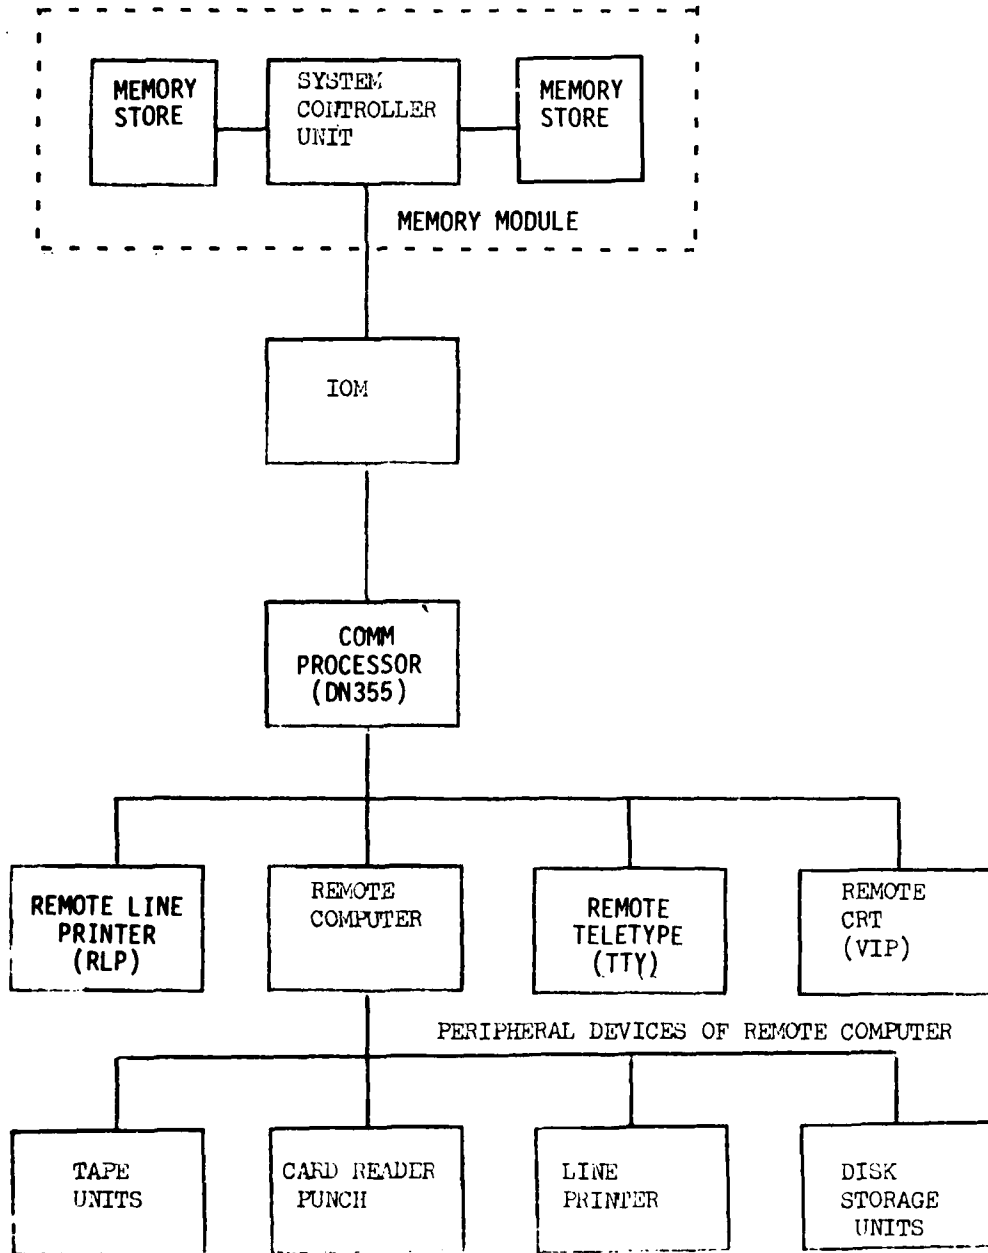 MEMORY
STORE
SYSTEM
CONTROLLER
UNIT
MEMORY
STORE
MEMORY MODULE
IOM
COMM
PROCESSOR
(DN355)
REMOTE LINE
PRINTER
(RLP)
REMOTE
COMPUTER
REMOTE
TELETYPE
(TTY)
REMOTE
CRT
(VIP)
PERIPHERAL DEVICES OF REMOTE COMPUTER
TAPE
UNITS
CARD READER
PUNCH
LINE
PRINTER
DISK
STORAGE
UNITS